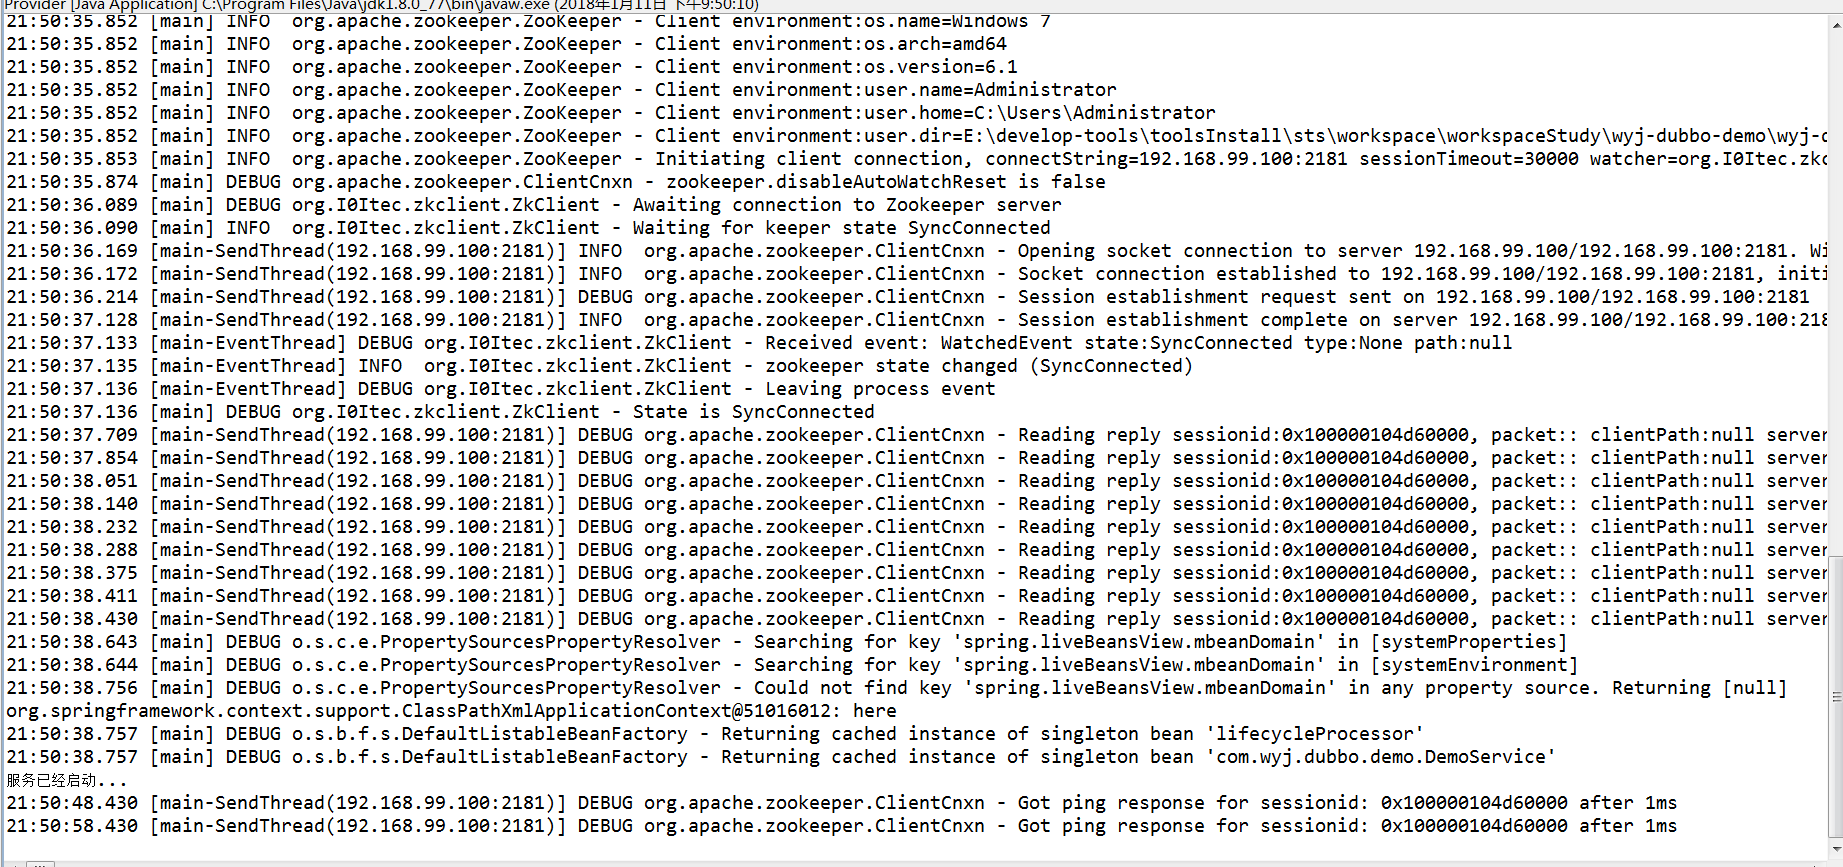 Provider [Java Application] C:\Program Files\Java\jdk1.8.0_77\bin\javaw.exe (2018年1月11日 下午9:50:10)
21:50:35.852 [main] INFO  org.apache.zookeeper.ZooKeeper - Client environment:os.name=Windows 7
21:50:35.852 [main] INFO  org.apache.zookeeper.ZooKeeper - Client environment:os.arch=amd64
21:50:35.852 [main] INFO  org.apache.zookeeper.ZooKeeper - Client environment:os.version=6.1
21:50:35.852 [main] INFO  org.apache.zookeeper.ZooKeeper - Client environment:user.name=Administrator
21:50:35.852 [main] INFO  org.apache.zookeeper.ZooKeeper - Client environment:user.home=C:\Users\Administrator
21:50:35.852 [main] INFO  org.apache.zookeeper.ZooKeeper - Client environment:user.dir=E:\develop-tools\toolsInstall\sts\workspace\workspaceStudy\wyj-dubbo-demo\wyj-d
21:50:35.853 [main] INFO  org.apache.zookeeper.ZooKeeper - Initiating client connection, connectString=192.168.99.100:2181 sessionTimeout=30000 watcher=org.I0Itec.zkc
21:50:35.874 [main] DEBUG org.apache.zookeeper.ClientCnxn - zookeeper.disableAutoWatchReset is false
21:50:36.089 [main] DEBUG org.I0Itec.zkclient.ZkClient - Awaiting connection to Zookeeper server
21:50:36.090 [main] INFO  org.I0Itec.zkclient.ZkClient - Waiting for keeper state SyncConnected
21:50:36.169 [main-SendThread(192.168.99.100:2181)] INFO  org.apache.zookeeper.ClientCnxn - Opening socket connection to server 192.168.99.100/192.168.99.100:2181. Wi
21:50:36.172 [main-SendThread(192.168.99.100:2181)] INFO  org.apache.zookeeper.ClientCnxn - Socket connection established to 192.168.99.100/192.168.99.100:2181, initi
21:50:36.214 [main-SendThread(192.168.99.100:2181)] DEBUG org.apache.zookeeper.ClientCnxn - Session establishment request sent on 192.168.99.100/192.168.99.100:2181
21:50:37.128 [main-SendThread(192.168.99.100:2181)] INFO  org.apache.zookeeper.ClientCnxn - Session establishment complete on server 192.168.99.100/192.168.99.100:218
21:50:37.133 [main-EventThread] DEBUG org.I0Itec.zkclient.ZkClient - Received event: WatchedEvent state:SyncConnected type:None path:null
21:50:37.135 [main-EventThread] INFO  org.I0Itec.zkclient.ZkClient - zookeeper state changed (SyncConnected)
21:50:37.136 [main-EventThread] DEBUG org.I0Itec.zkclient.ZkClient - Leaving process event
21:50:37.136 [main] DEBUG org.I0Itec.zkclient.ZkClient - State is SyncConnected
21:50:37.709 [main-SendThread(192.168.99.100:2181)] DEBUG org.apache.zookeeper.ClientCnxn - Reading reply sessionid:0x100000104d60000, packet:: clientPath:null server
21:50:37.854 [main-SendThread(192.168.99.100:2181)] DEBUG org.apache.zookeeper.ClientCnxn - Reading reply sessionid:0x100000104d60000, packet:: clientPath:null server
21:50:38.051 [main-SendThread(192.168.99.100:2181)] DEBUG org.apache.zookeeper.ClientCnxn - Reading reply sessionid:0x100000104d60000, packet:: clientPath:null server
21:50:38.140 [main-SendThread(192.168.99.100:2181)] DEBUG org.apache.zookeeper.ClientCnxn - Reading reply sessionid:0x100000104d60000, packet:: clientPath:null server
21:50:38.232 [main-SendThread(192.168.99.100:2181)] DEBUG org.apache.zookeeper.ClientCnxn - Reading reply sessionid:0x100000104d60000, packet:: clientPath:null server
21:50:38.288 [main-SendThread(192.168.99.100:2181)] DEBUG org.apache.zookeeper.ClientCnxn - Reading reply sessionid:0x100000104d60000, packet:: clientPath:null server
21:50:38.375 [main-SendThread(192.168.99.100:2181)] DEBUG org.apache.zookeeper.ClientCnxn - Reading reply sessionid:0x100000104d60000, packet:: clientPath:null server
21:50:38.411 [main-SendThread(192.168.99.100:2181)] DEBUG org.apache.zookeeper.ClientCnxn - Reading reply sessionid:0x100000104d60000, packet:: clientPath:null server
21:50:38.430 [main-SendThread(192.168.99.100:2181)] DEBUG org.apache.zookeeper.ClientCnxn - Reading reply sessionid:0x100000104d60000, packet:: clientPath:null server
21:50:38.643 [main] DEBUG o.s.c.e.PropertySourcesPropertyResolver - Searching for key 'spring.liveBeansView.mbeanDomain' in [systemProperties]
21:50:38.644 [main] DEBUG o.s.c.e.PropertySourcesPropertyResolver - Searching for key 'spring.liveBeansView.mbeanDomain' in [systemEnvironment]
21:50:38.756 [main] DEBUG o.s.c.e.PropertySourcesPropertyResolver - Could not find key 'spring.liveBeansView.mbeanDomain' in any property source. Returning [null]
org.springframework.context.support.ClassPathXmlApplicationContext@51016012: here
21:50:38.757 [main] DEBUG o.s.b.f.s.DefaultListableBeanFactory - Returning cached instance of singleton bean 'lifecycleProcessor'
21:50:38.757 [main] DEBUG o.s.b.f.s.DefaultListableBeanFactory - Returning cached instance of singleton bean 'com.wyj.dubbo.demo.DemoService'
服务已经启动...
21:50:48.430 [main-SendThread(192.168.99.100:2181)] DEBUG org.apache.zookeeper.ClientCnxn - Got ping response for sessionid: 0x100000104d60000 after 1ms
21:50:58.430 [main-SendThread(192.168.99.100:2181)] DEBUG org.apache.zookeeper.ClientCnxn - Got ping response for sessionid: 0x100000104d60000 after 1ms